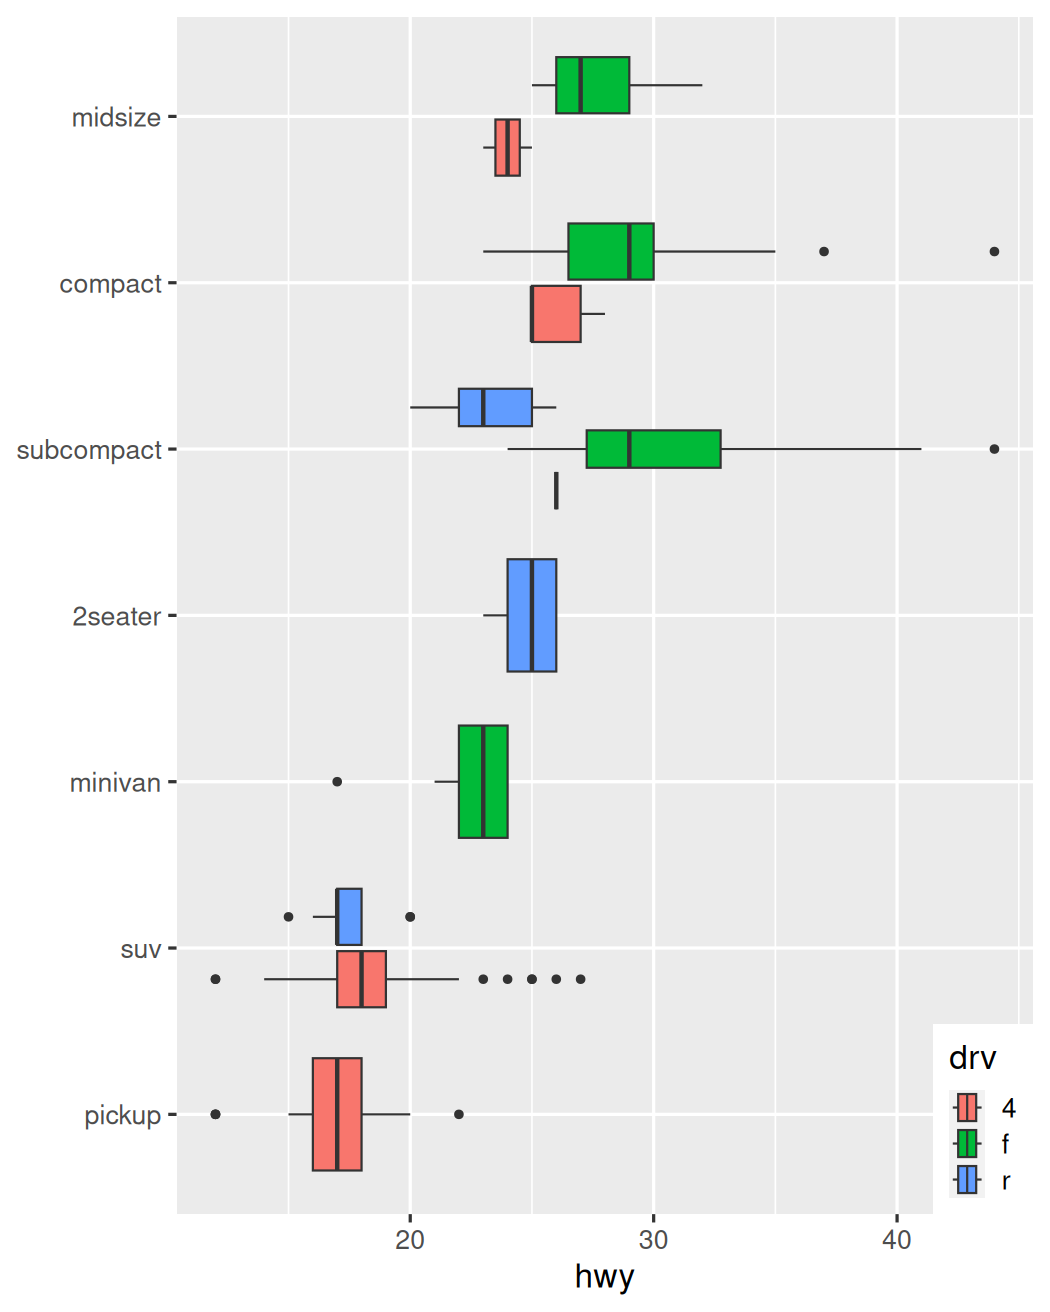 midsize
compact
subcompact
2seater
minivan
suv
pickup
drv
4
f
r
20 30 40
hwy